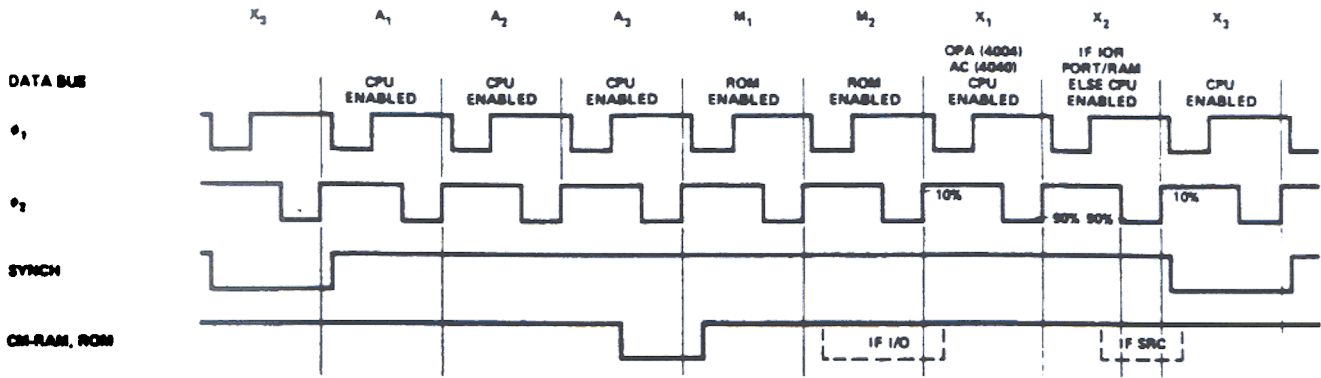 X₃ A₁ A₂ A₃ M₁ M₂ X₁ X₂ X₃
OPA (4004)
AC (4040)
CPU
ENABLED
IF IOR
PORT/RAM
ELSE CPU
ENABLED
DATA BUS
CPU
ENABLED
CPU
ENABLED
CPU
ENABLED
ROM
ENABLED
ROM
ENABLED
CPU
ENABLED
ϕ₁
ϕ₂
10%
90% 90%
10%
SYNCH
CM-RAM, ROM
IF I/O
IF SRC